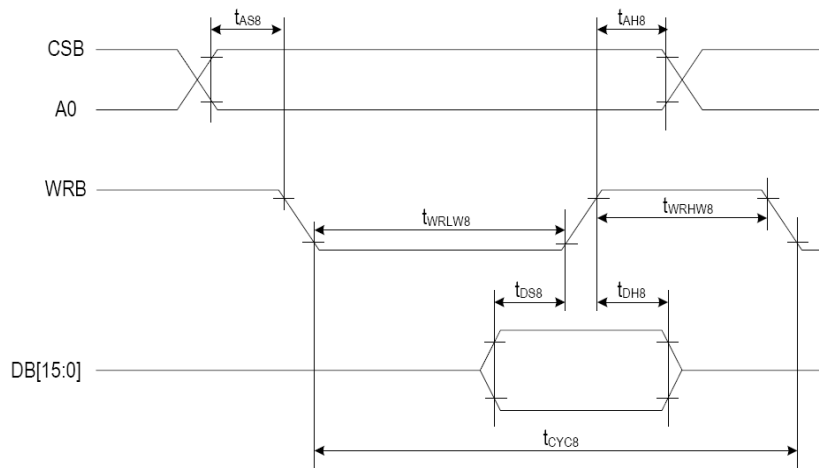 tAS8
tAH8
CSB
A0
WRB
tWRLW8
tWRHW8
tDS8
tDH8
DB[15:0]
tCYC8